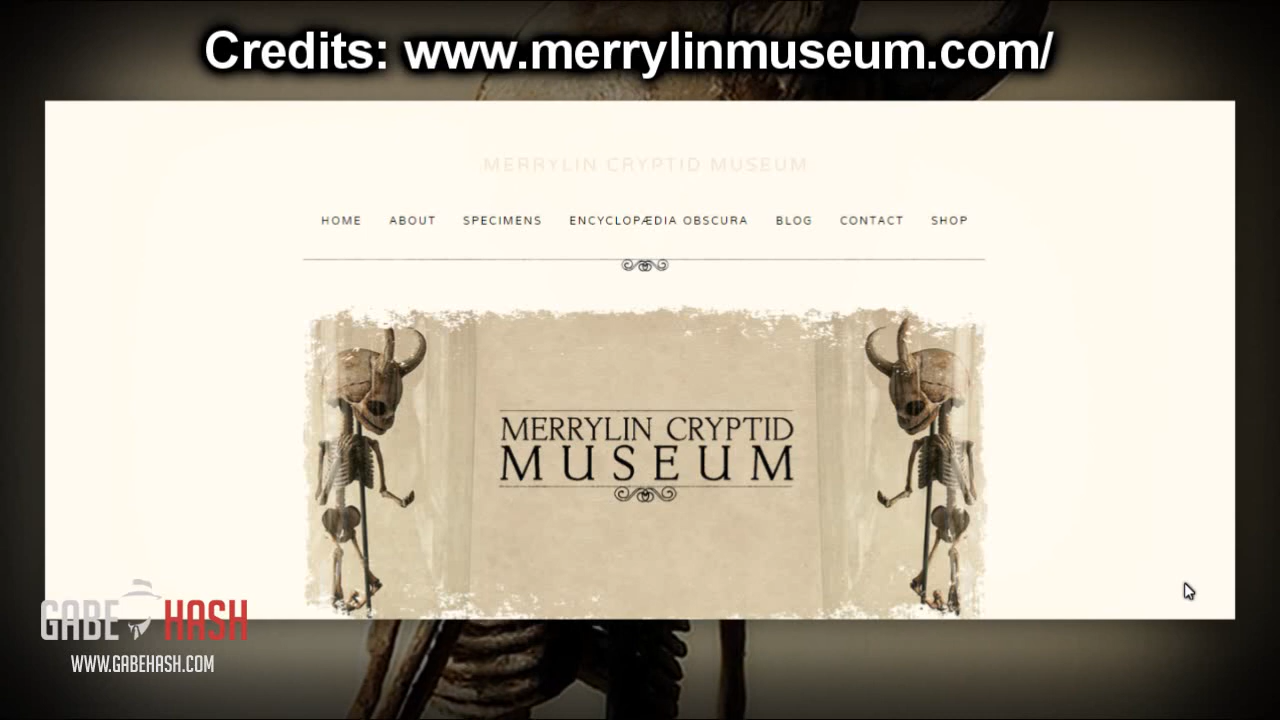 Credits: www.merrylinmuseum.com/
MERRYLIN CRYPTID MUSEUM
HOME ABOUT SPECIMENS ENCYCLOPÆDIA OBSCURA BLOG CONTACT SHOP
MERRYLIN CRYPTID
MUSEUM
GABE HASH
WWW.GABEHASH.COM